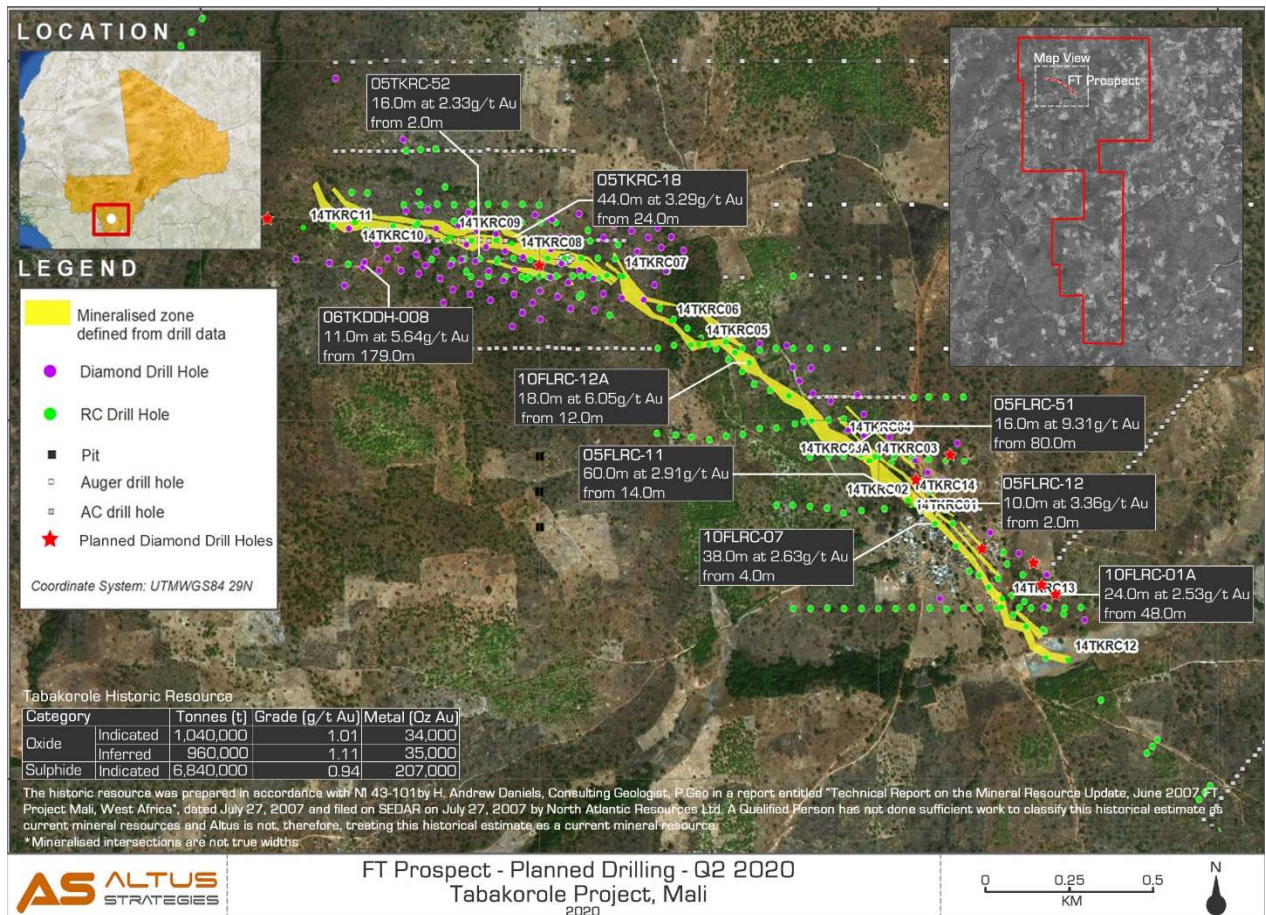 LOCATION
Map View
FT Prospect
05TKRC-52
16.0m at 2.33g/t Au
from 2.0m
05TKRC-18
44.0m at 3.29g/t Au
from 24.0m
14TKRC11
14TKRC10
14TKRC09
14TKRC08
14TKRC07
LEGEND
Mineralised zone
defined from drill data
Diamond Drill Hole
RC Drill Hole
Pit
Auger drill hole
AC drill hole
Planned Diamond Drill Holes
Coordinate System: UTMWGS84 29N
06TKDDH-008
11.0m at 5.64g/t Au
from 179.0m
14TKRC06
14TKRC05
10FLRC-12A
18.0m at 6.05g/t Au
from 12.0m
05FLRC-51
16.0m at 9.31g/t Au
from 80.0m
14TKRC04
14TKRC03A
14TKRC03
05FLRC-11
60.0m at 2.91g/t Au
from 14.0m
14TKRC02
14TKRC14
14TKRC01
05FLRC-12
10.0m at 3.36g/t Au
from 2.0m
10FLRC-07
38.0m at 2.63g/t Au
from 4.0m
10FLRC-01A
24.0m at 2.53g/t Au
from 48.0m
14TKRC13
14TKRC12
Tabakorole Historic Resource
Category Tonnes (t) Grade (g/t Au) Metal (Oz Au)
Oxide Indicated 1,040,000 1.01 34,000
Inferred 960,000 1.11 35,000
Sulphide Indicated 6,840,000 0.94 207,000
The historic resource was prepared in accordance with NI 43-101by H. Andrew Daniels, Consulting Geologist, P.Geo in a report entitled "Technical Report on the Mineral Resource Update, June 2007 FT
Project Mali, West Africa", dated July 27, 2007 and filed on SEDAR on July 27, 2007 by North Atlantic Resources Ltd. A Qualified Person has not done sufficient work to classify this historical estimate as
current mineral resources and Altus is not, therefore, treating this historical estimate as a current mineral resource.
*Mineralised intersections are not true widths
AS ALTUS
STRATEGIES
FT Prospect - Planned Drilling - Q2 2020
Tabakorole Project, Mali
2020
0 0.25 0.5
KM
N